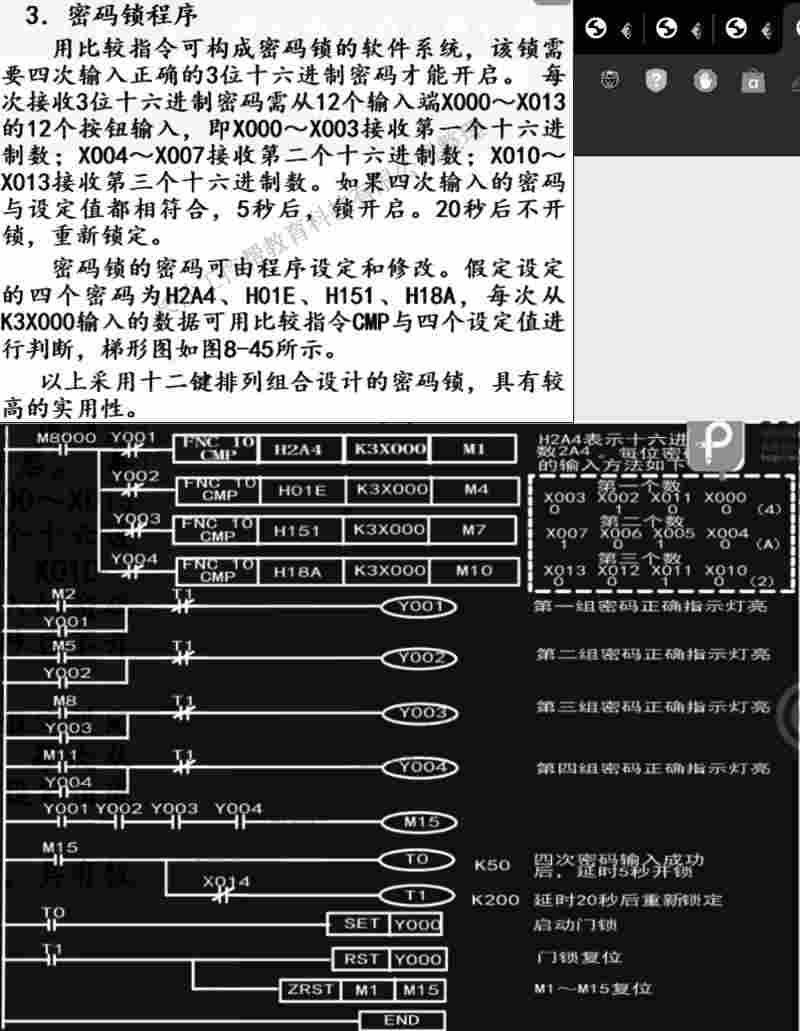 3. 密码锁程序
用比较指令可构成密码锁的软件系统，该锁需
要四次输入正确的3位十六进制密码才能开启。 每
次接收3位十六进制密码需从12个输入端X000～X013
的12个按钮输入，即X000～X003接收第一个十六进
制数；X004～X007接收第二个十六进制数；X010～
X013接收第三个十六进制数。如果四次输入的密码
与设定值都相符合，5秒后，锁开启。20秒后不开
锁，重新锁定。
密码锁的密码可由程序设定和修改。假定设定
的四个密码为H2A4、H01E、H151、H18A，每次从
K3X000输入的数据可用比较指令CMP与四个设定值进
行判断，梯形图如图8-45所示。
以上采用十二键排列组合设计的密码锁，具有较
高的实用性。
M8000 Y001
FNC 10 CMP H2A4 K3X000 M1
Y002
FNC 10 CMP H01E K3X000 M4
Y003
FNC 10 CMP H151 K3X000 M7
Y004
FNC 10 CMP H18A K3X000 M10
H2A4表示十六进
数2A4 。每位密
的输入方法如下
第一个数
X003 X002 X011 X000
0 1 0 0 (4)
第二个数
X007 X006 X005 X004
1 0 1 0 (A)
第三个数
X013 X012 X011 X010
0 0 1 0 (2)
M2 T1 Y001 第一组密码正确指示灯亮
Y001
M5 T1 Y002 第二组密码正确指示灯亮
Y002
M8 T1 Y003 第三组密码正确指示灯亮
Y003
M11 T1 Y004 第四组密码正确指示灯亮
Y004
Y001 Y002 Y003 Y004 M15
M15 T0 K50 四次密码输入成功
后，延时5秒开锁
X014 T1 K200 延时20秒后重新锁定
T0 SET Y000 启动门锁
T1 RST Y000 门锁复位
ZRST M1 M15 M1～M15复位
END